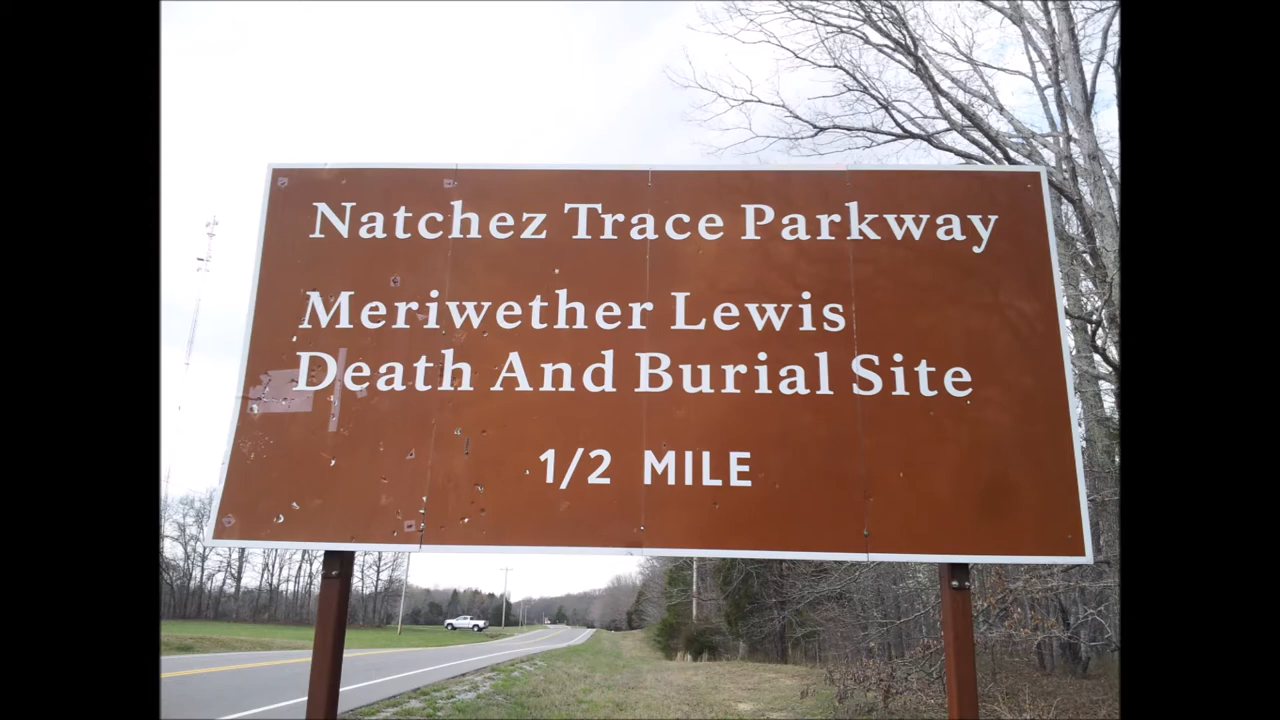 Natchez Trace Parkway
Meriwether Lewis
Death And Burial Site
1/2 MILE